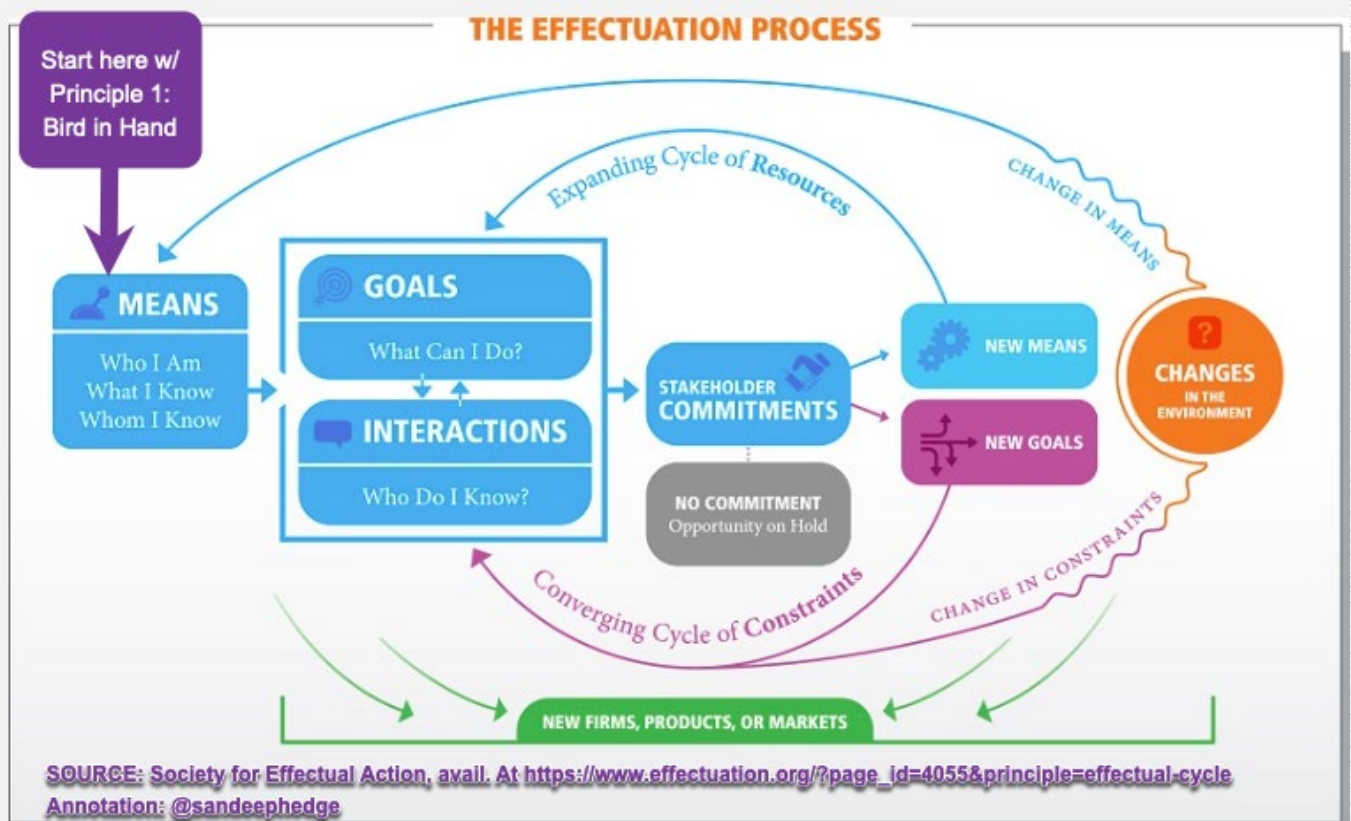 THE EFFECTUATION PROCESS
Start here w/
Principle 1:
Bird in Hand
Expanding Cycle of Resources
CHANGE IN MEANS
MEANS
Who I Am
What I Know
Whom I Know
GOALS
What Can I Do?
INTERACTIONS
Who Do I Know?
STAKEHOLDER
COMMITMENTS
NO COMMITMENT
Opportunity on Hold
NEW MEANS
NEW GOALS
?
CHANGES
IN THE
ENVIRONMENT
Converging Cycle of Constraints
CHANGE IN CONSTRAINTS
NEW FIRMS, PRODUCTS, OR MARKETS
SOURCE: Society for Effectual Action, avail. At https://www.effectuation.org/?page_id=4055&principle=effectual-cycle
Annotation: @sandeephedge